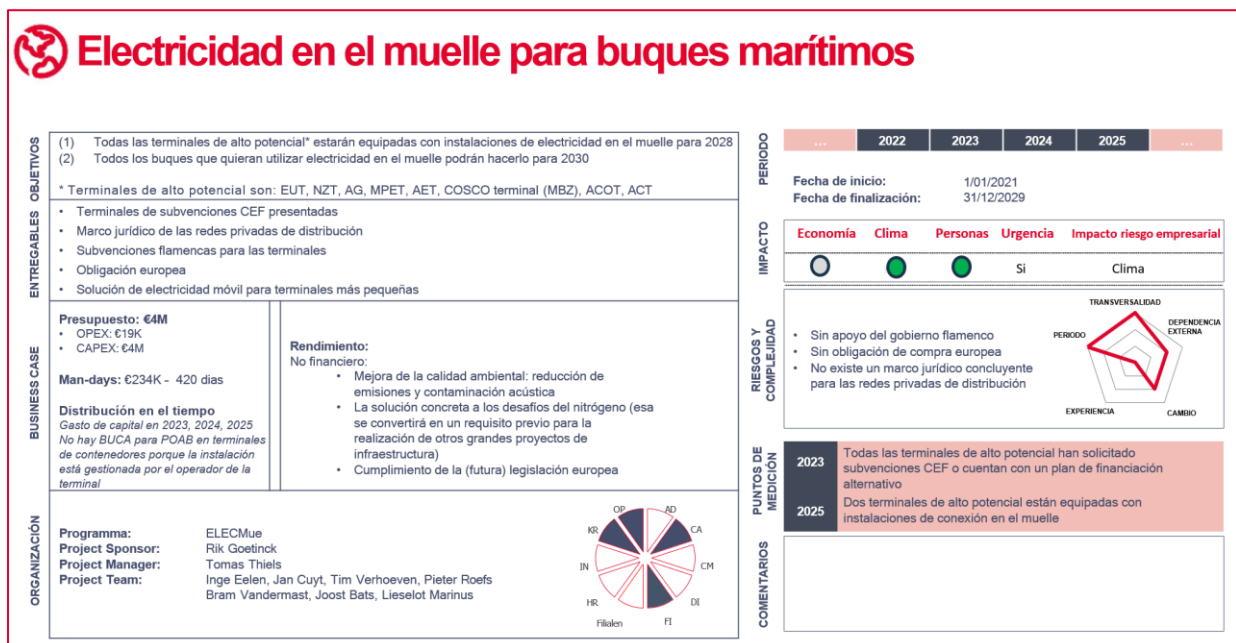 Electricidad en el muelle para buques marítimos
OBJETIVOS
(1) Todas las terminales de alto potencial* estarán equipadas con instalaciones de electricidad en el muelle para 2028
(2) Todos los buques que quieran utilizar electricidad en el muelle podrán hacerlo para 2030
* Terminales de alto potencial son: EUT, NZT, AG, MPET, AET, COSCO terminal (MBZ), ACOT, ACT
ENTREGABLES
• Terminales de subvenciones CEF presentadas
• Marco jurídico de las redes privadas de distribución
• Subvenciones flamencas para las terminales
• Obligación europea
• Solución de electricidad móvil para terminales más pequeñas
BUSINESS CASE
Presupuesto: €4M
• OPEX: €19K
• CAPEX: €4M
Man-days: €234K - 420 dias
Distribución en el tiempo
Gasto de capital en 2023, 2024, 2025
No hay BUCA para POAB en terminales
de contenedores porque la instalación
está gestionada por el operador de la
terminal
Rendimiento:
No financiero:
• Mejora de la calidad ambiental: reducción de
emisiones y contaminación acústica
• La solución concreta a los desafíos del nitrógeno (esa
se convertirá en un requisito previo para la
realización de otros grandes proyectos de
infraestructura)
• Cumplimiento de la (futura) legislación europea
ORGANIZACIÓN
Programma: ELECMue
Project Sponsor: Rik Goetinck
Project Manager: Tomas Thiels
Project Team: Inge Eelen, Jan Cuyt, Tim Verhoeven, Pieter Roefs
Bram Vandermast, Joost Bats, Lieselot Marinus
OP AD
KR CA
IN CM
HR DI
Filialen FI
PERIODO
... 2022 2023 2024 2025 ...
Fecha de inicio: 1/01/2021
Fecha de finalización: 31/12/2029
IMPACTO
Economía Clima Personas Urgencia Impacto riesgo empresarial
Si Clima
RIESGOS Y
COMPLEJIDAD
• Sin apoyo del gobierno flamenco
• Sin obligación de compra europea
• No existe un marco jurídico concluyente
para las redes privadas de distribución
TRANSVERSALIDAD
DEPENDENCIA
EXTERNA
PERIODO
EXPERIENCIA
CAMBIO
PUNTOS DE
MEDICIÓN
2023 Todas las terminales de alto potencial han solicitado
subvenciones CEF o cuentan con un plan de financiación
alternativo
2025 Dos terminales de alto potencial están equipadas con
instalaciones de conexión en el muelle
COMENTARIOS